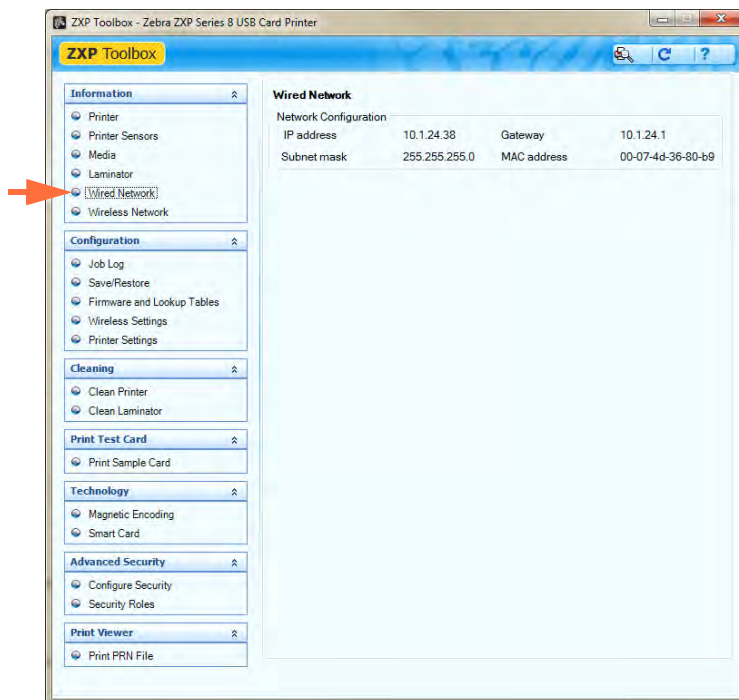 ZXP Toolbox - Zebra ZXP Series 8 USB Card Printer
ZXP Toolbox
?
Information
Printer
Printer Sensors
Media
Laminator
Wired Network
Wireless Network
Configuration
Job Log
Save/Restore
Firmware and Lookup Tables
Wireless Settings
Printer Settings
Cleaning
Clean Printer
Clean Laminator
Print Test Card
Print Sample Card
Technology
Magnetic Encoding
Smart Card
Advanced Security
Configure Security
Security Roles
Print Viewer
Print PRN File
Wired Network
Network Configuration
IP address 10.1.24.38 Gateway 10.1.24.1
Subnet mask 255.255.255.0 MAC address 00-07-4d-36-80-b9